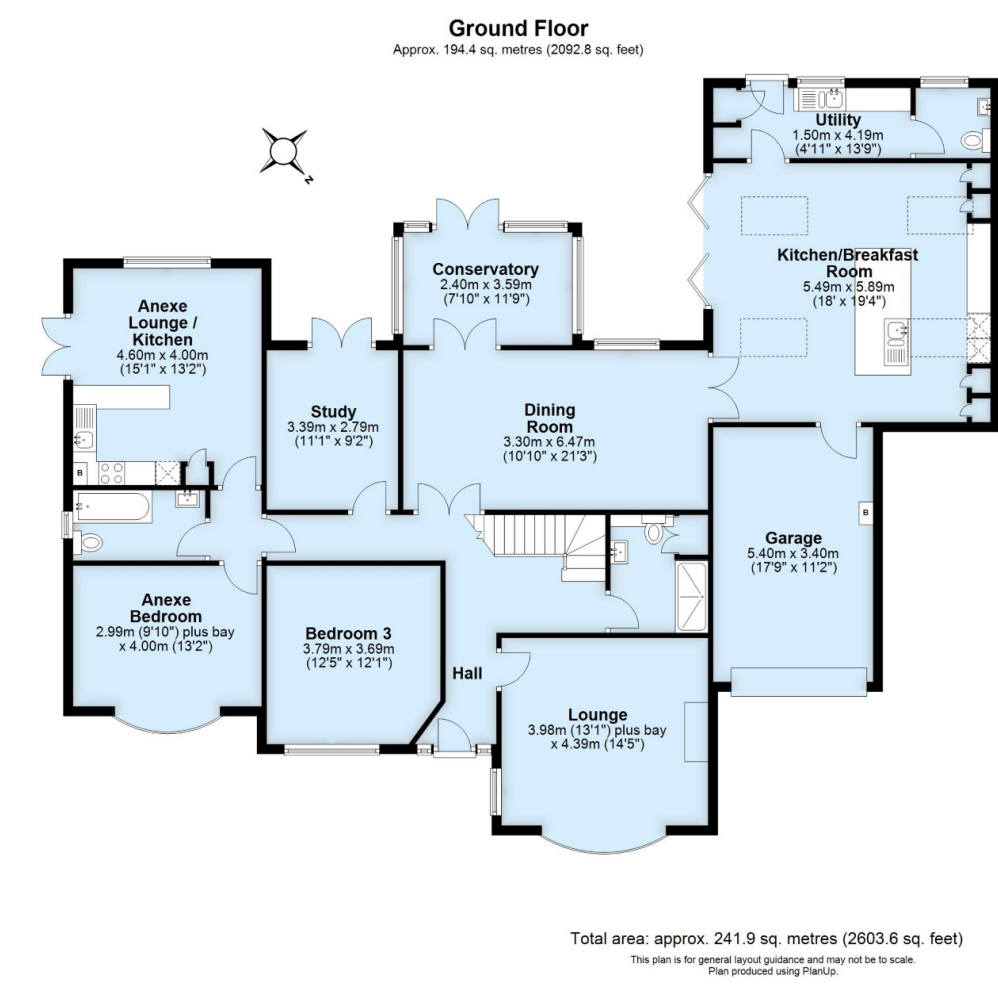 Ground Floor
Approx. 194.4 sq. metres (2092.8 sq. feet)
N
Utility
1.50m x 4.19m
(4'11" x 13'9")
Kitchen/Breakfast
Room
5.49m x 5.89m
(18' x 19'4")
Conservatory
2.40m x 3.59m
(7'10" x 11'9")
Anexe
Lounge /
Kitchen
4.60m x 4.00m
(15'1" x 13'2")
Study
3.39m x 2.79m
(11'1" x 9'2")
Dining
Room
3.30m x 6.47m
(10'10" x 21'3")
B
B
Garage
5.40m x 3.40m
(17'9" x 11'2")
Anexe
Bedroom
2.99m (9'10") plus bay
x 4.00m (13'2")
Bedroom 3
3.79m x 3.69m
(12'5" x 12'1")
Hall
Lounge
3.98m (13'1") plus bay
x 4.39m (14'5")
Total area: approx. 241.9 sq. metres (2603.6 sq. feet)
This plan is for general layout guidance and may not be to scale.
Plan produced using PlanUp.